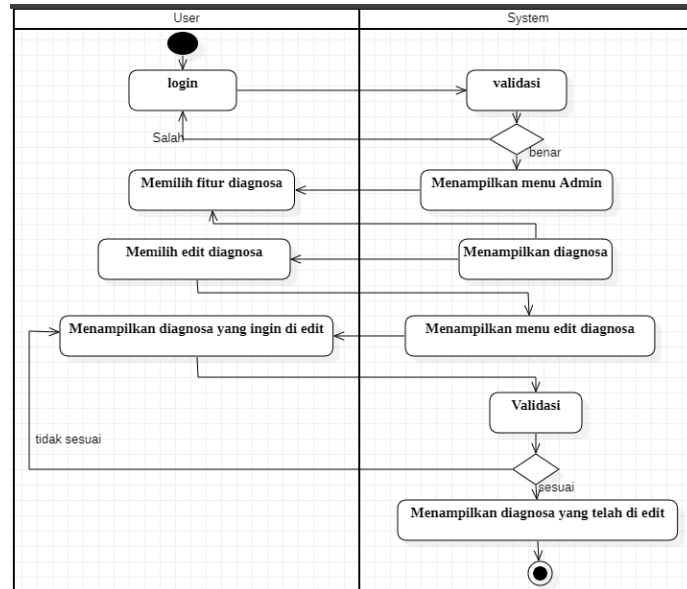 User
System
login
validasi
Salah
benar
Memilih fitur diagnosa
Menampilkan menu Admin
Memilih edit diagnosa
Menampilkan diagnosa
Menampilkan diagnosa yang ingin di edit
Menampilkan menu edit diagnosa
Validasi
tidak sesuai
sesuai
Menampilkan diagnosa yang telah di edit